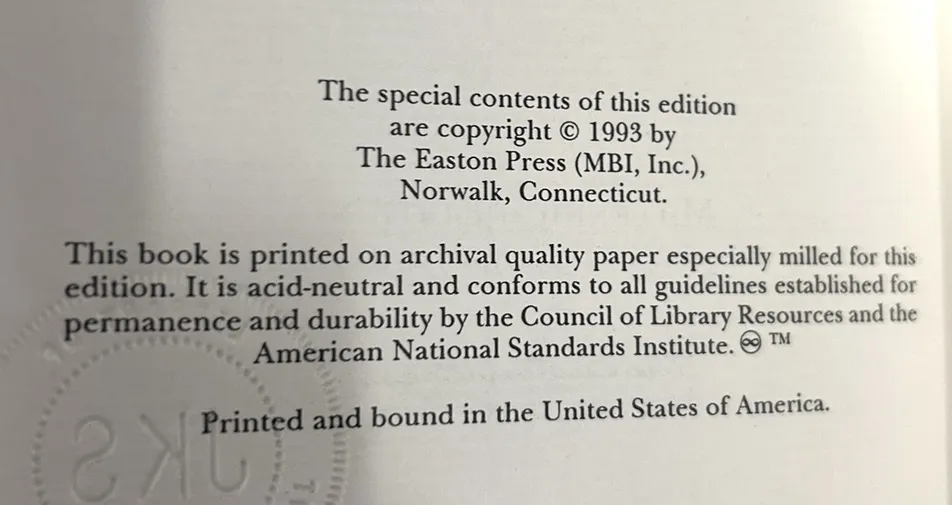 The special contents of this edition
are copyright © 1993 by
The Easton Press (MBI, Inc.),
Norwalk, Connecticut.
This book is printed on archival quality paper especially milled for this
edition. It is acid-neutral and conforms to all guidelines established for
permanence and durability by the Council of Library Resources and the
American National Standards Institute. ♾ ™
Printed and bound in the United States of America.
JKS